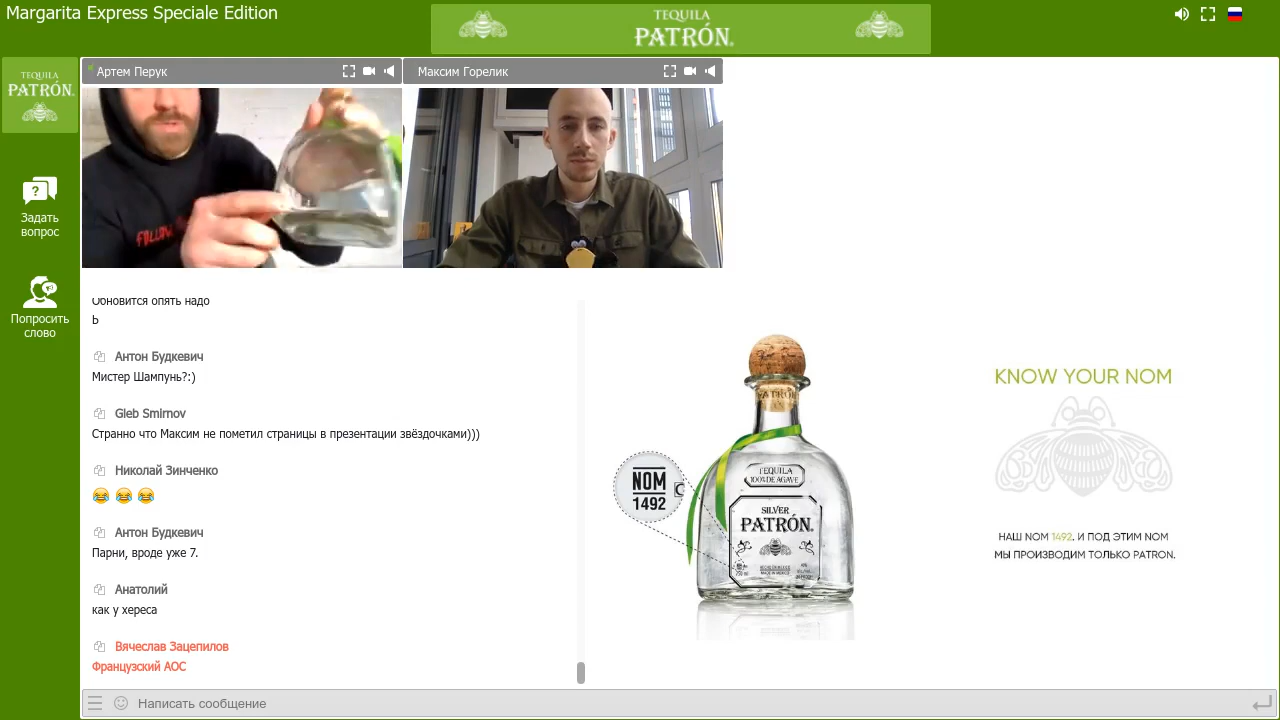 Margarita Express Speciale Edition
TEQUILA
PATRÓN
TEQUILA
PATRÓN
Задать
вопрос
Попросить
слово
Артем Перук
Максим Горелик
Обновится опять надо
Ь
Антон Будкевич
Мистер Шампунь?:)
Gleb Smirnov
Странно что Максим не пометил страницы в презентации звёздочками)))
Николай Зинченко
Антон Будкевич
Парни, вроде уже 7.
Анатолий
как у хереса
Вячеслав Зацепилов
Французский АОС
Написать сообщение
NOM
1492
PATRÓN
TEQUILA
100% DE AGAVE
SILVER
PATRÓN
KNOW YOUR NOM
НАШ NOM 1492. И ПОД ЭТИМ NOM
МЫ ПРОИЗВОДИМ ТОЛЬКО PATRON.